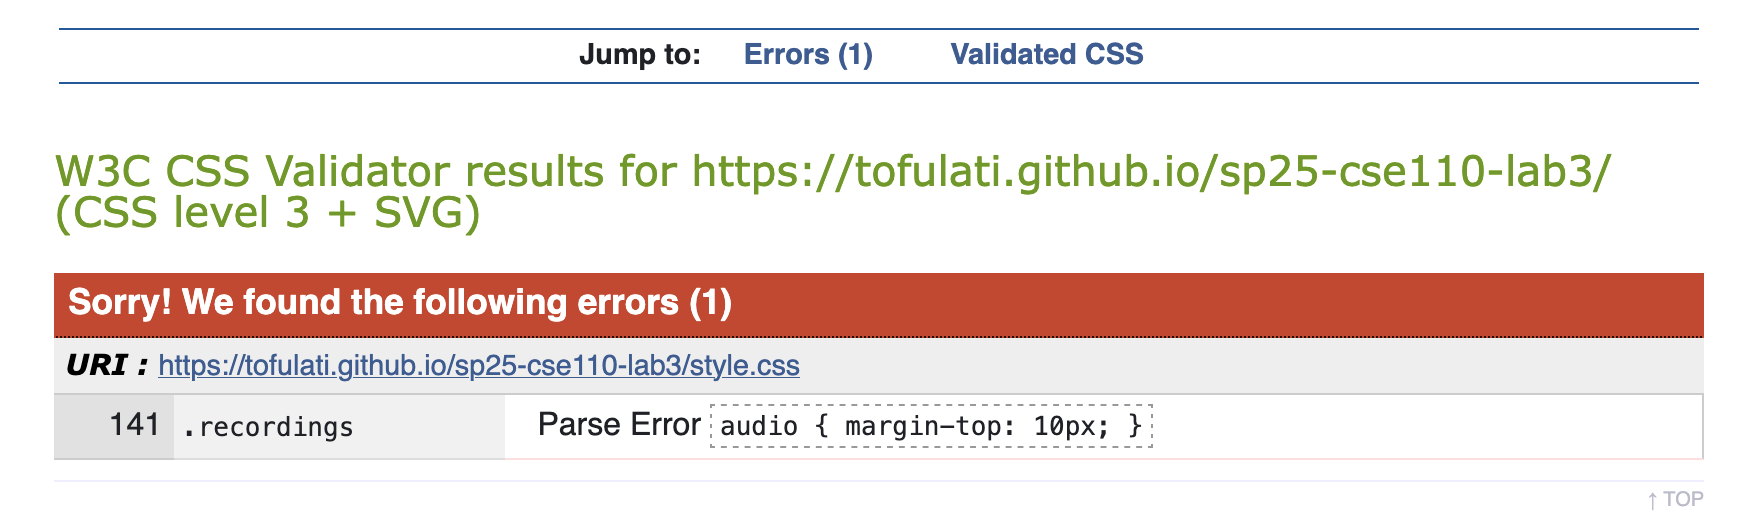 Jump to: Errors (1) Validated CSS
W3C CSS Validator results for https://tofulati.github.io/sp25-cse110-lab3/
(CSS level 3 + SVG)
Sorry! We found the following errors (1)
URI : https://tofulati.github.io/sp25-cse110-lab3/style.css
141 .recordings Parse Error audio { margin-top: 10px; }
↑ TOP